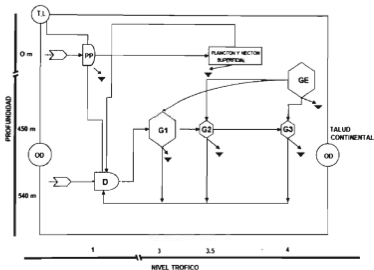 T,L
O m
PP
PLANCTON Y NECTON
SUPERFICIAL
GE
PROFUNDIDAD
450 m
G1
G2
G3
TALUD
CONTINENTAL
OD
OD
D
540 m
1
3
3.5
4
NIVEL TROFICO